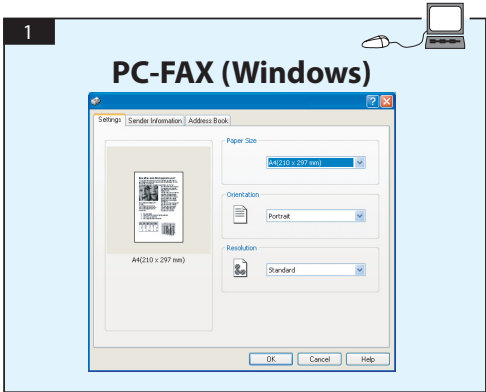 1
PC-FAX (Windows)
Settings Sender Information Address Book
Paper Size
A4(210 x 297 mm)
Orientation
Portrait
A4(210 x 297 mm)
Resolution
Standard
OK Cancel Help